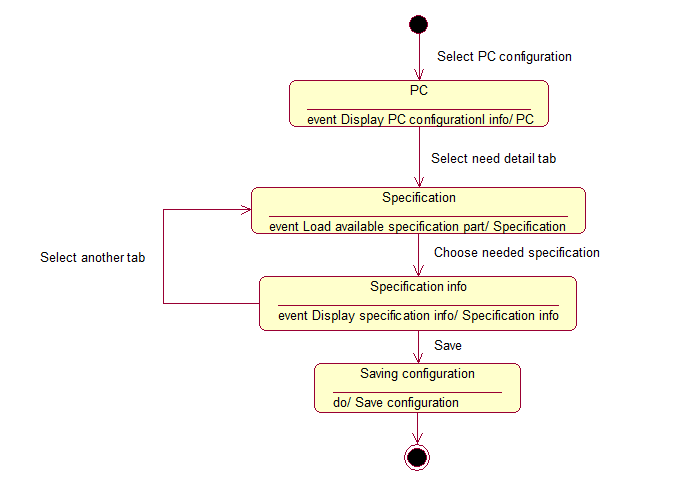 Select PC configuration
PC
event Display PC configurationl info/ PC
Select need detail tab
Specification
event Load available specification part/ Specification
Select another tab
Choose needed specification
Specification info
event Display specification info/ Specification info
Save
Saving configuration
do/ Save configuration